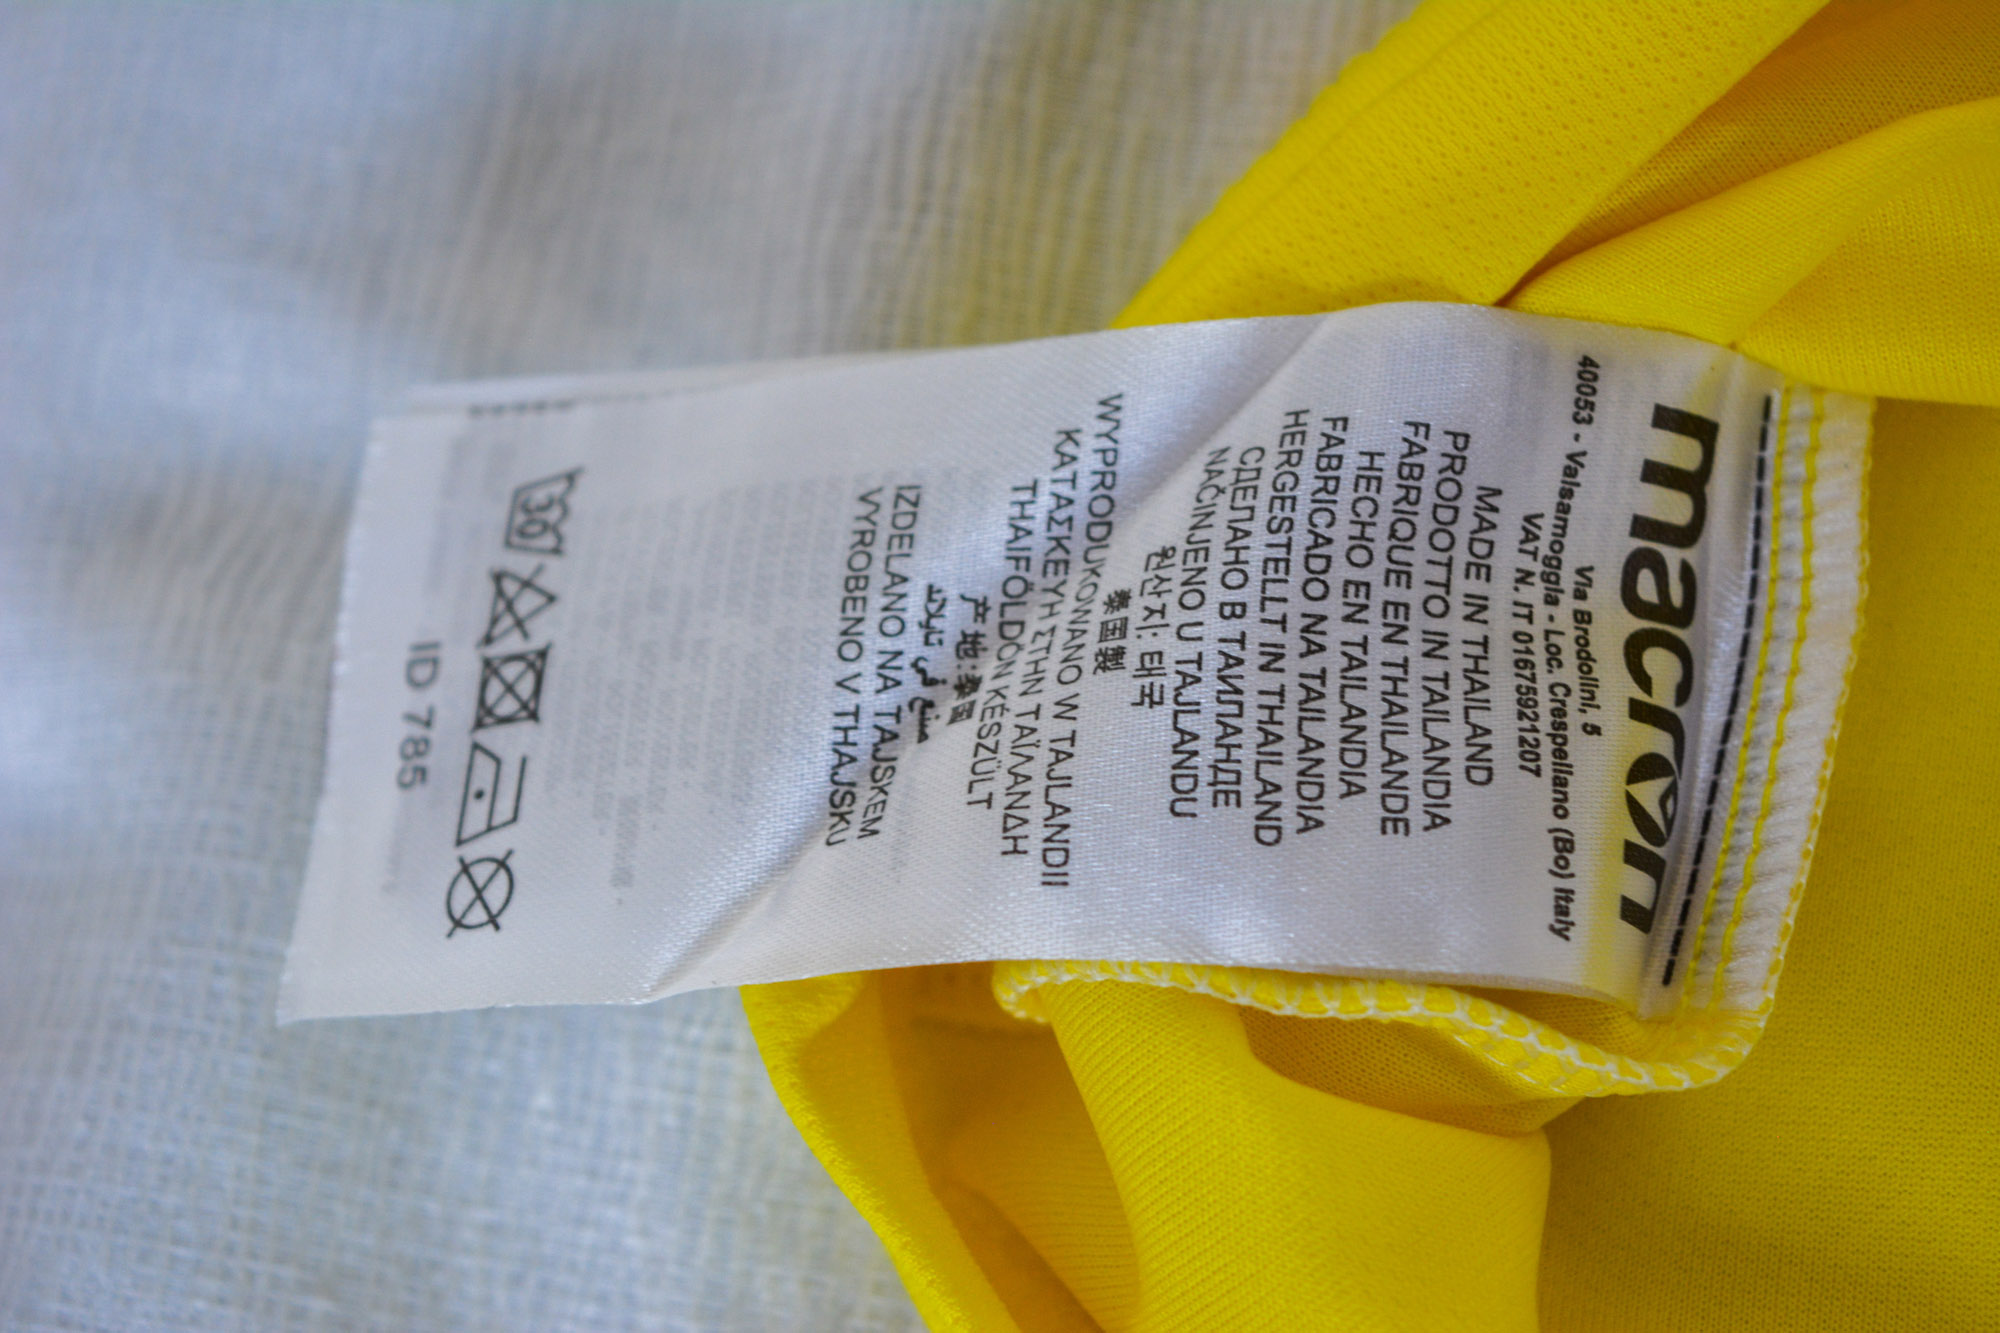 macron
Via Brodolini, 5
40053 - Valsamoggia - Loc. Crespellano (Bo) Italy
VAT N. IT 01675921207
MADE IN THAILAND
PRODOTTO IN TAILANDIA
FABRIQUE EN THAILANDE
HECHO EN TAILANDIA
FABRICADO NA TAILANDIA
HERGESTELLT IN THAILAND
СДЕЛАНО В ТАИЛАНДЕ
NAČINJENO U TAJLANDU
원산지: 태국
泰国製
WYPRODUKOWANO W TAJLANDII
ΚΑΤΑΣΚΕΥΗ ΣΤΗΝ ΤΑΪΛΑΝΔΗ
THAIFÖLDÖN KÉSZÜLT
产地:泰国
صنع في تايلاند
IZDELANO NA TAJSKEM
VYROBENO V THAJSKU
30
ID 785